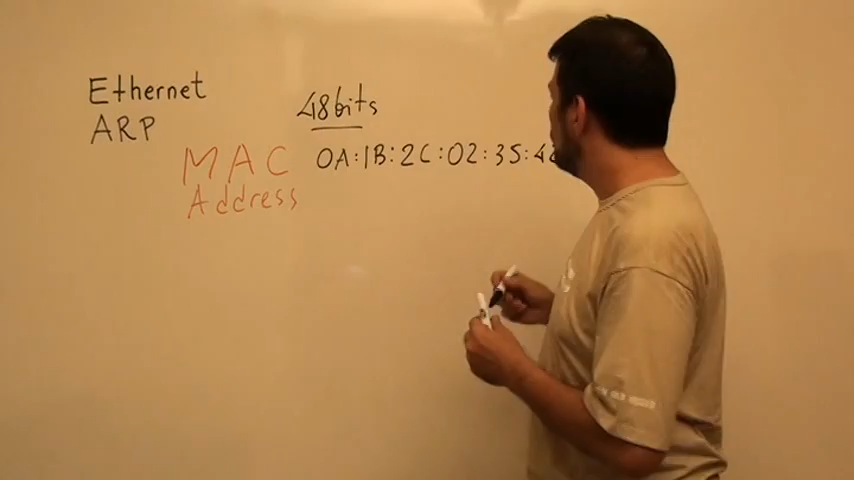 Ethernet
ARP
48bits
MAC
Address
0A:1B:2C:02:35:4